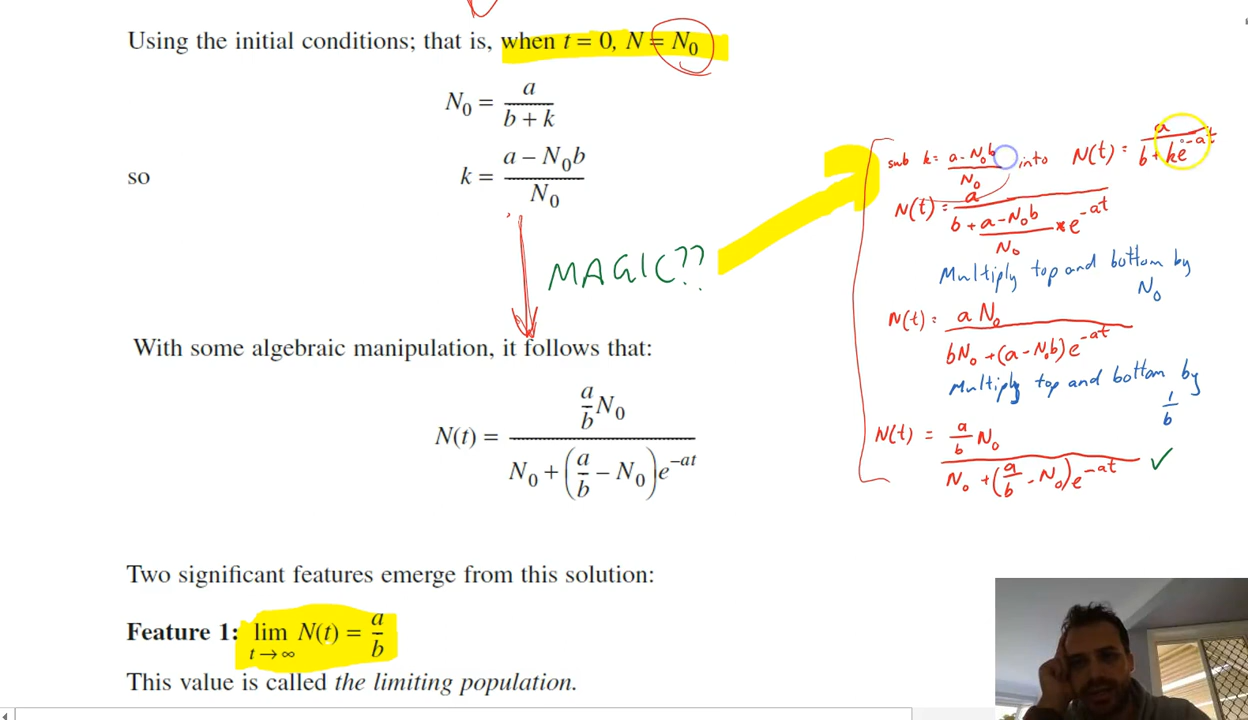 Using the initial conditions; that is, when t = 0, N = N₀
N₀ = a/(b + k)
so k = (a − N₀b)/N₀
MAGIC??
With some algebraic manipulation, it follows that:
N(t) = (a/b N₀)/(N₀ + (a/b − N₀)e^(−at))
Two significant features emerge from this solution:
Feature 1: lim t→∞ N(t) = a/b
This value is called the limiting population.
sub k = (a - N₀b)/N₀ into N(t) = a/(b + ke^(-at))
N(t) = a/(b + (a - N₀b)/N₀ × e^(-at))
Multiply top and bottom by
N₀
N(t) = aN₀/(bN₀ + (a - N₀b)e^(-at))
Multiply top and bottom by
1/b
N(t) = (a/b N₀)/(N₀ + (a/b - N₀)e^(-at)) ✓